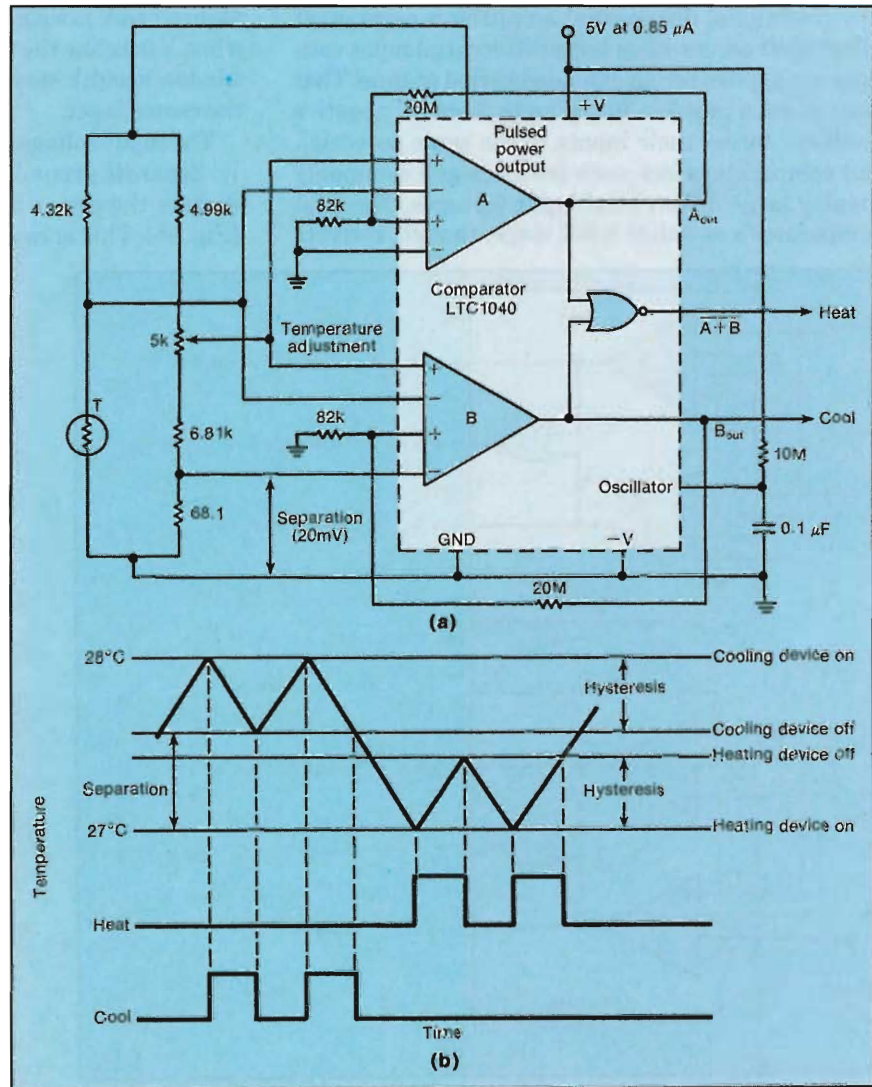 5V at 0.85 μA
20M
+V
Pulsed
power
output
+
−
+
−
A
4.32k
4.99k
82k
A̅out
Comparator
LTC1040
A+B
Heat
5k
Temperature
adjustment
+
−
+
−
B
T
82k
Cool
Bout
6.81k
10M
Oscillator
68.1
Separation
(20mV)
0.1 μF
GND
−V
20M
(a)
28°C
Cooling device on
Hysteresis
Cooling device off
Heating device off
Separation
Hysteresis
27°C
Heating device on
Temperature
Heat
Cool
Time
(b)